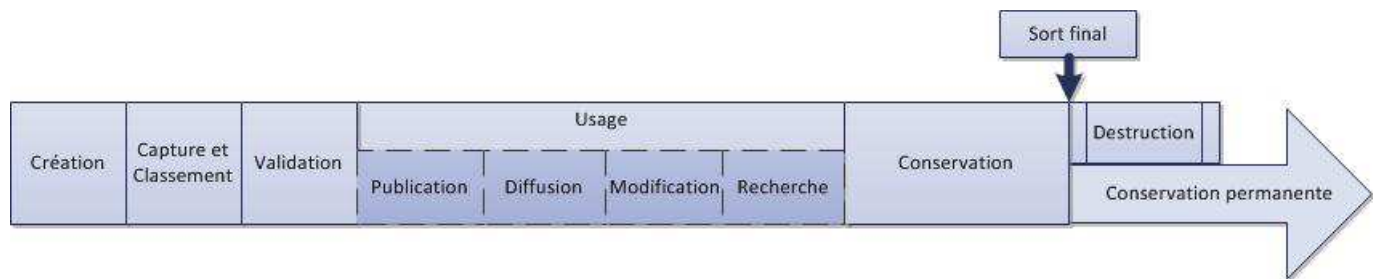 Sort final
Création
Capture et
Classement
Validation
Usage
Publication
Diffusion
Modification
Recherche
Conservation
Destruction
Conservation permanente